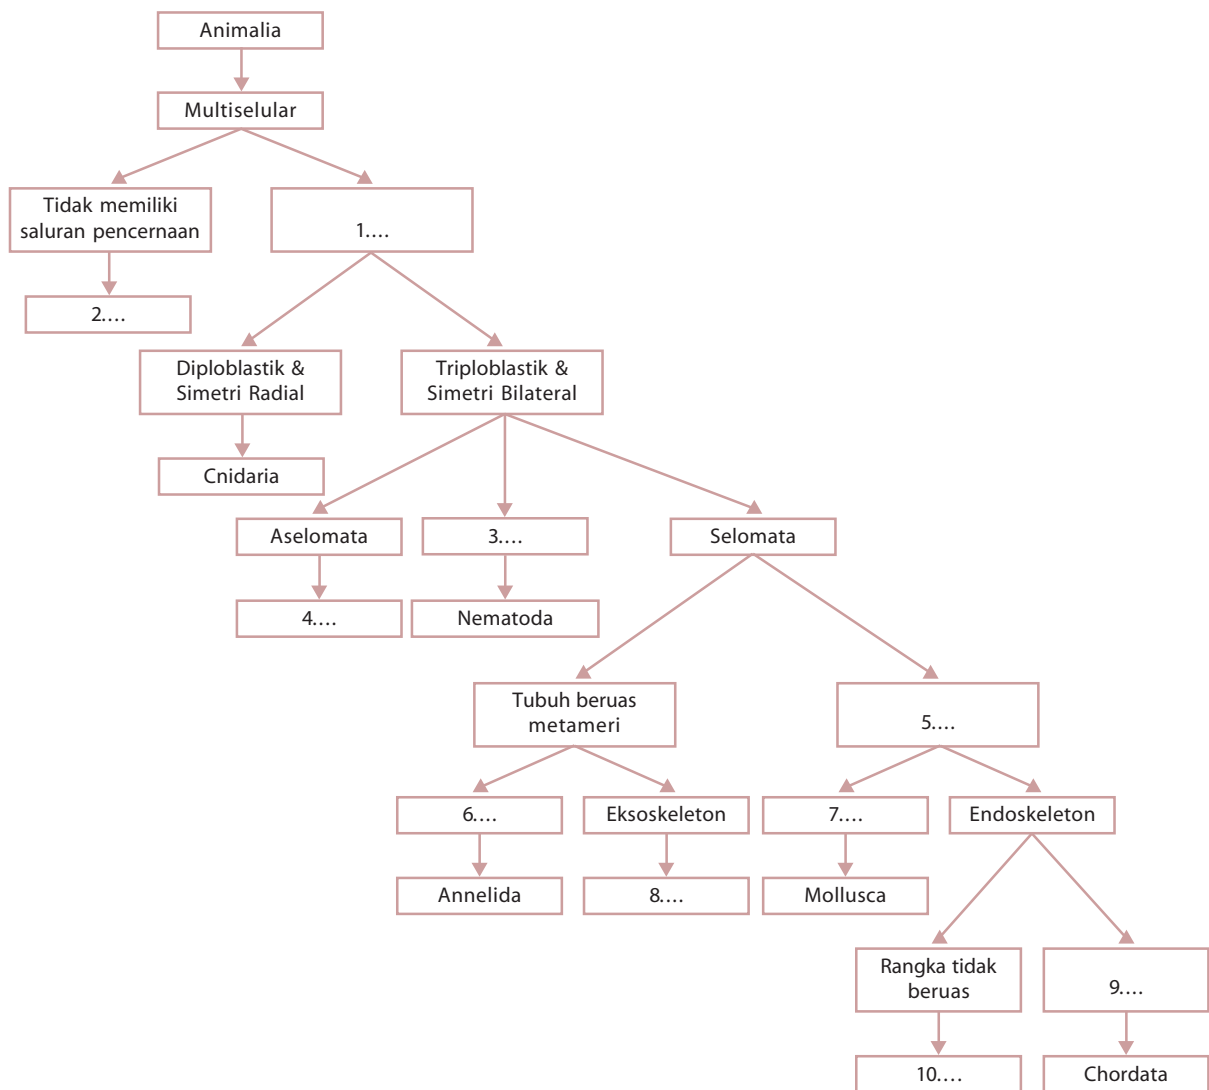 Animalia
Multiselular
Tidak memiliki
saluran pencernaan
1....
2....
Diploblastik &
Simetri Radial
Triploblastik &
Simetri Bilateral
Cnidaria
Aselomata
3....
Selomata
4....
Nematoda
Tubuh beruas
metameri
5....
6....
Eksoskeleton
7....
Endoskeleton
Annelida
8....
Mollusca
Rangka tidak
beruas
9....
10....
Chordata